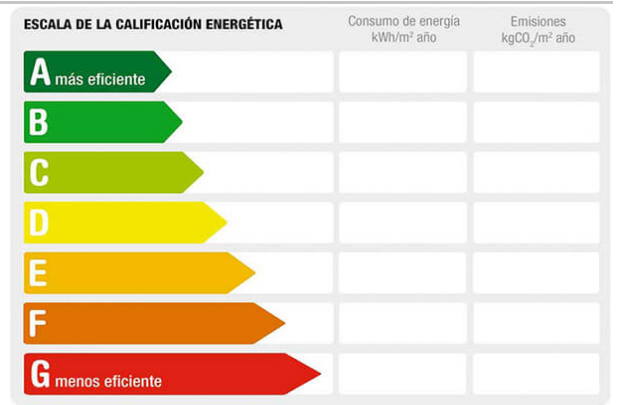 ESCALA DE LA CALIFICACIÓN ENERGÉTICA
Consumo de energía
kWh/m² año
Emisiones
kgCO₂/m² año
A más eficiente
B
C
D
E
F
G menos eficiente